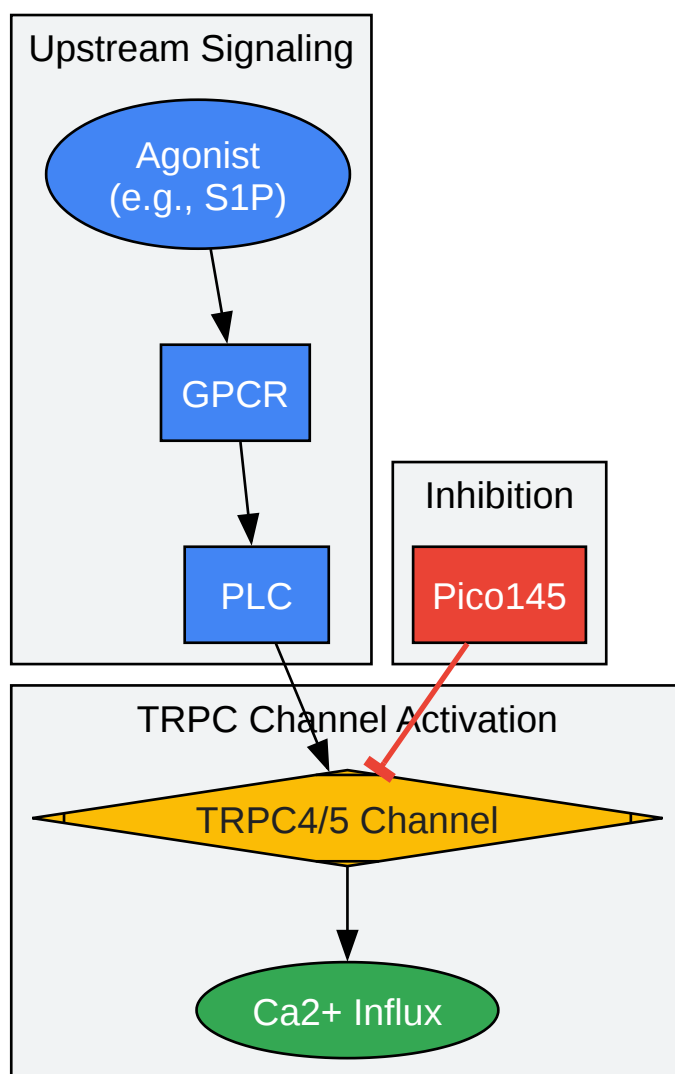 Upstream Signaling
Agonist
(e.g., S1P)
GPCR
PLC
Inhibition
Pico145
TRPC Channel Activation
TRPC4/5 Channel
Ca2+ Influx